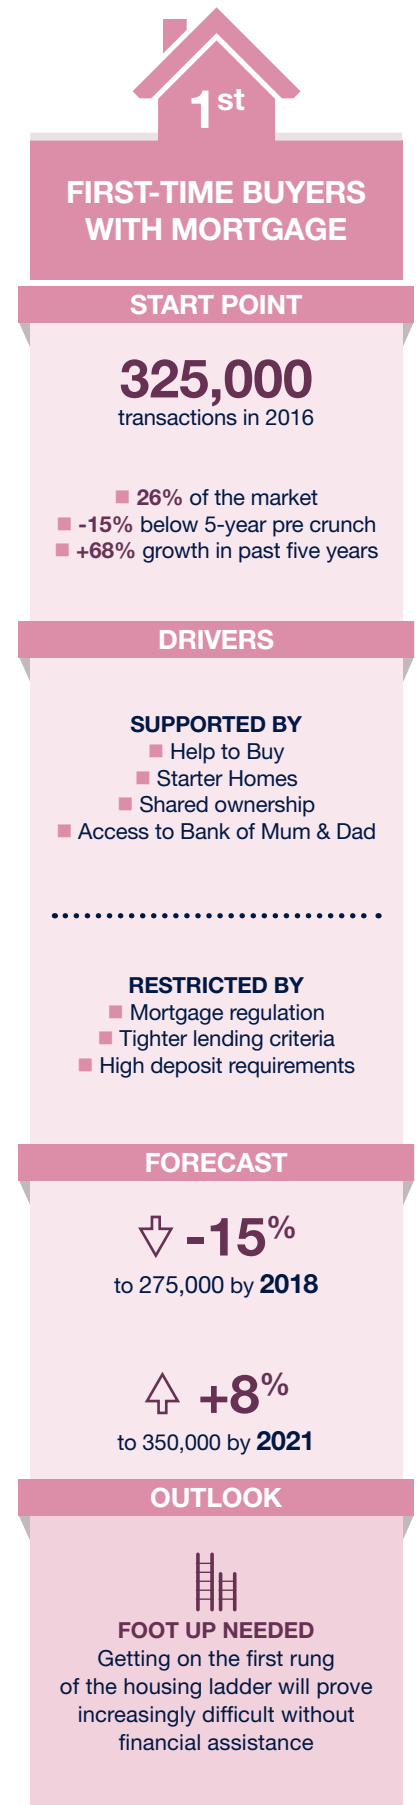 1st
FIRST-TIME BUYERS
WITH MORTGAGE
START POINT
325,000
transactions in 2016
26% of the market
-15% below 5-year pre crunch
+68% growth in past five years
DRIVERS
SUPPORTED BY
Help to Buy
Starter Homes
Shared ownership
Access to Bank of Mum & Dad
RESTRICTED BY
Mortgage regulation
Tighter lending criteria
High deposit requirements
FORECAST
-15%
to 275,000 by 2018
+8%
to 350,000 by 2021
OUTLOOK
FOOT UP NEEDED
Getting on the first rung
of the housing ladder will prove
increasingly difficult without
financial assistance